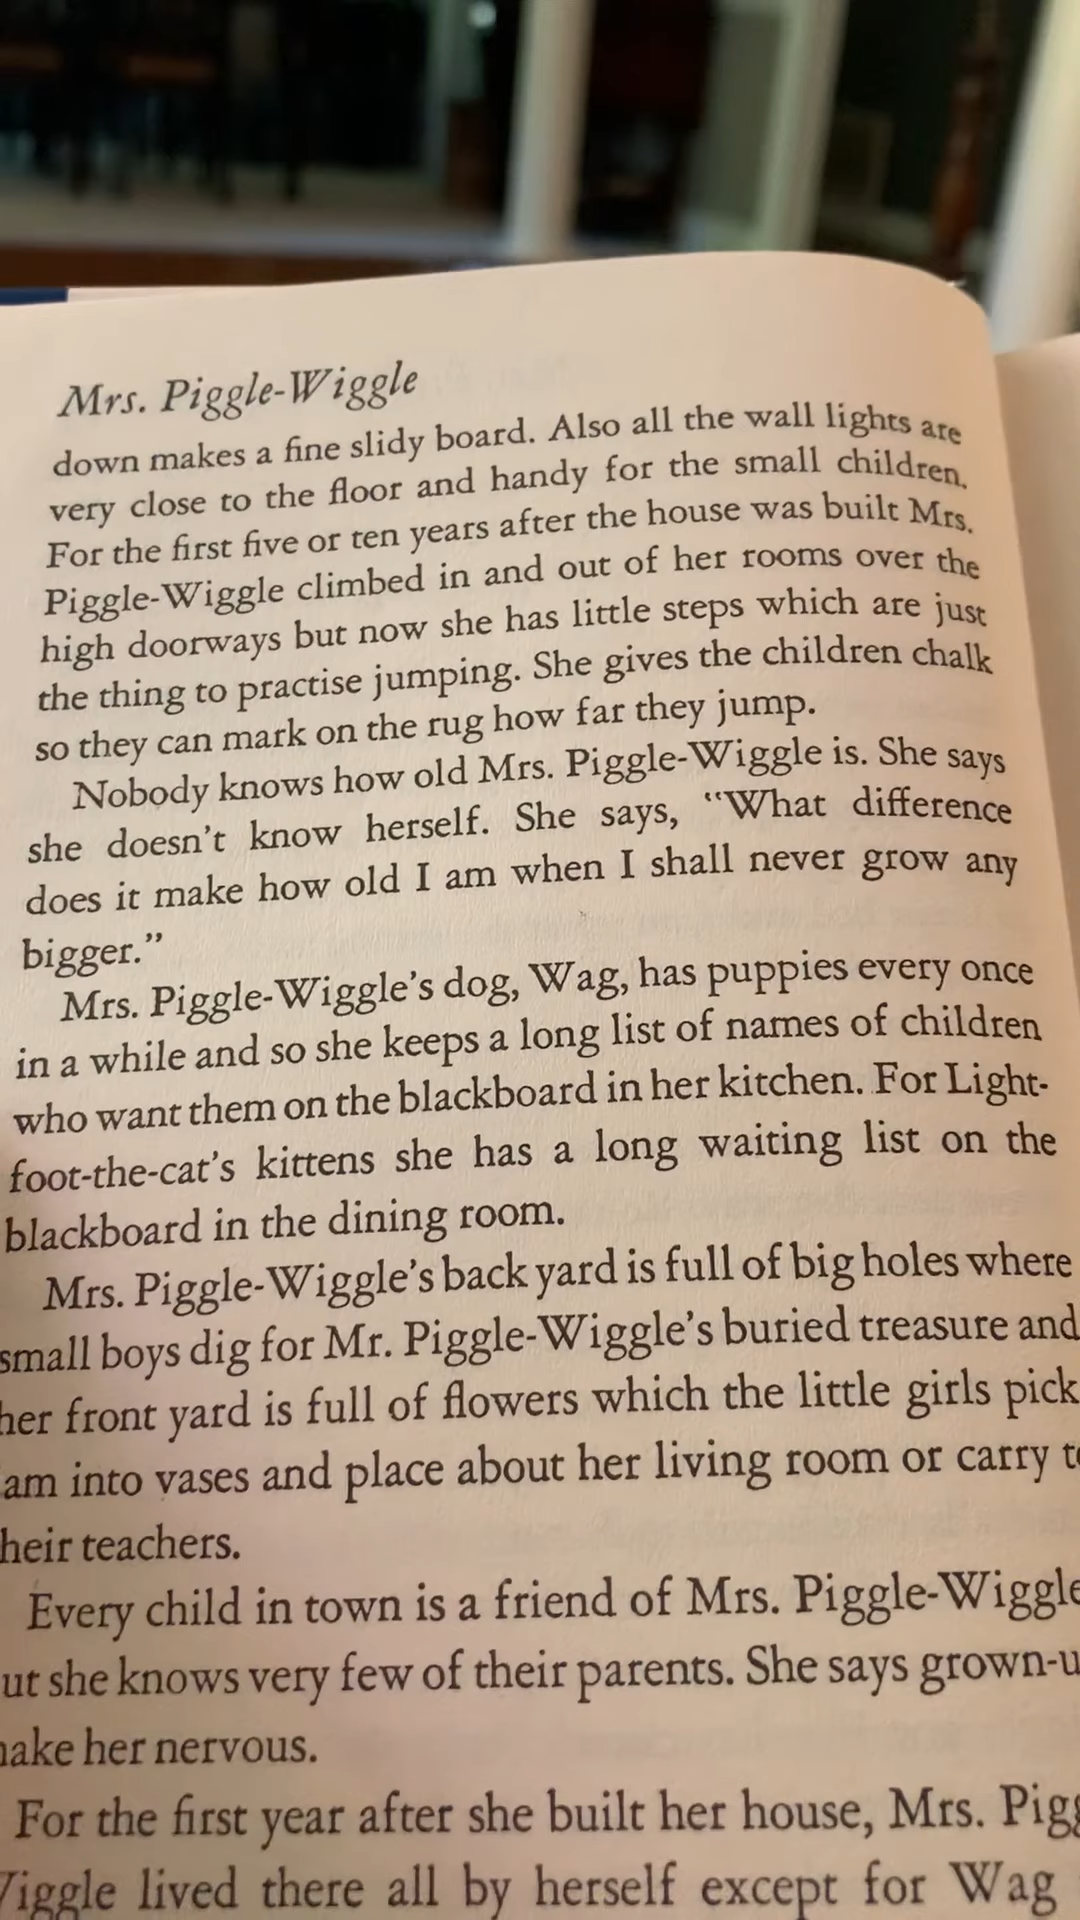 Mrs. Piggle-Wiggle
down makes a fine slidy board. Also all the wall lights are
very close to the floor and handy for the small children.
For the first five or ten years after the house was built Mrs.
Piggle-Wiggle climbed in and out of her rooms over the
high doorways but now she has little steps which are just
the thing to practise jumping. She gives the children chalk
so they can mark on the rug how far they jump.
Nobody knows how old Mrs. Piggle-Wiggle is. She says
she doesn't know herself. She says, "What difference
does it make how old I am when I shall never grow any
bigger."
Mrs. Piggle-Wiggle's dog, Wag, has puppies every once
in a while and so she keeps a long list of names of children
who want them on the blackboard in her kitchen. For Light-
foot-the-cat's kittens she has a long waiting list on the
blackboard in the dining room.
Mrs. Piggle-Wiggle's back yard is full of big holes where
small boys dig for Mr. Piggle-Wiggle's buried treasure and
her front yard is full of flowers which the little girls pick
am into vases and place about her living room or carry
heir teachers.
Every child in town is a friend of Mrs. Piggle-Wiggle
ut she knows very few of their parents. She says grown-u
ake her nervous.
For the first year after she built her house, Mrs. Pigg
Wiggle lived there all by herself except for Wag